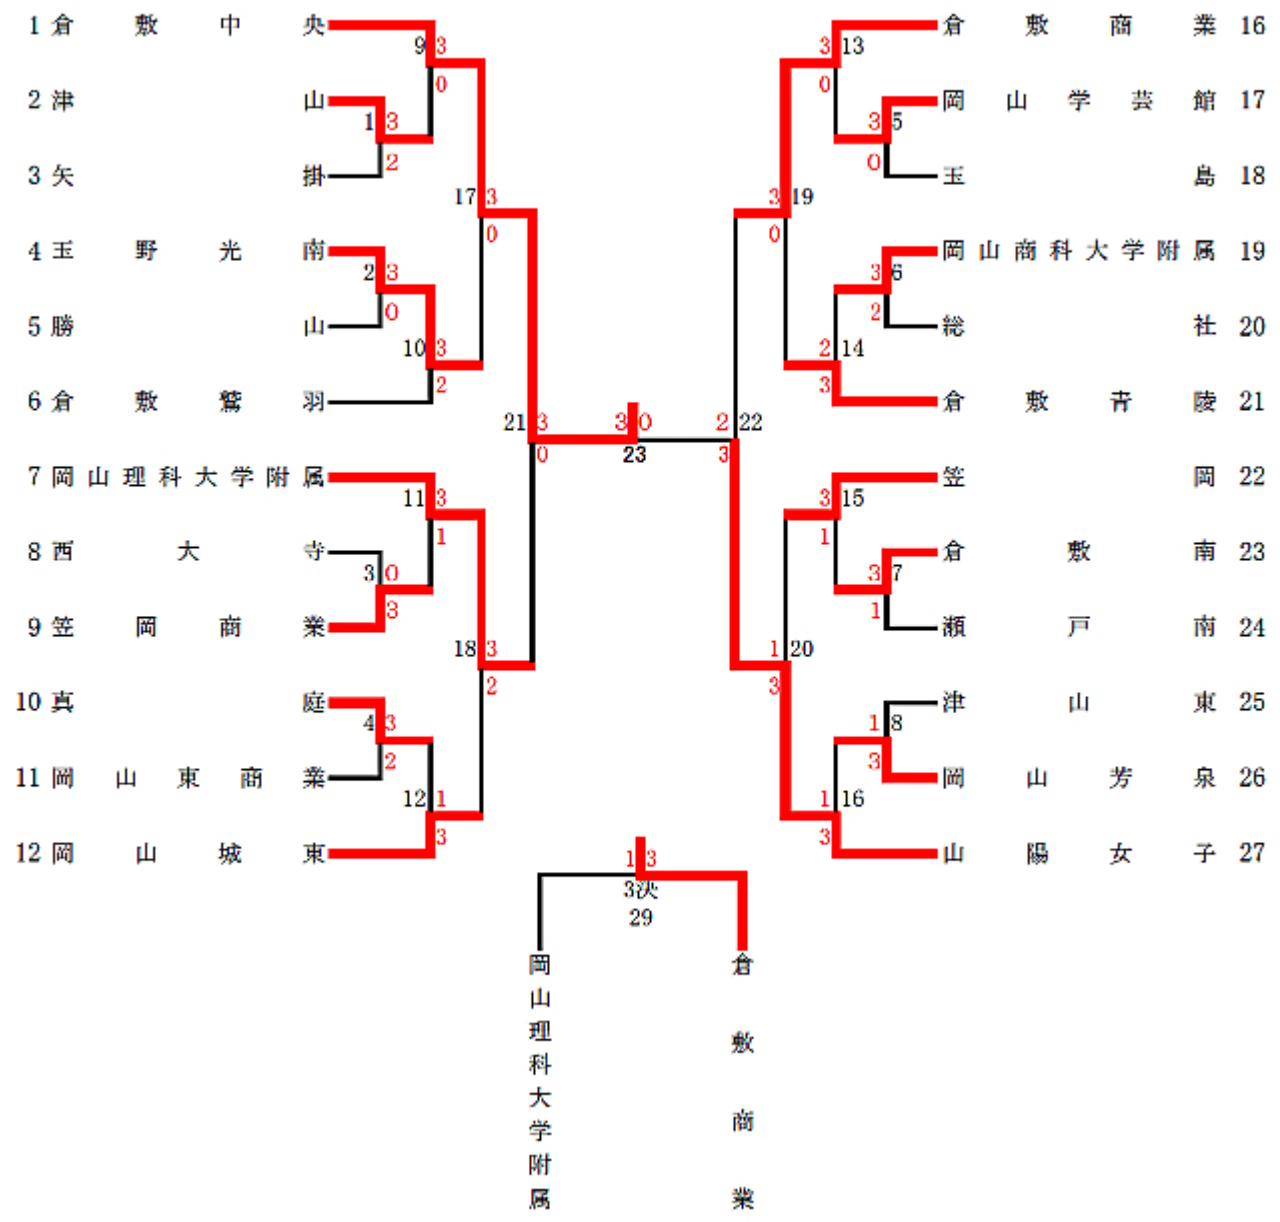 1 倉敷中央 9 3 3 13 倉敷商業 16
0 0
2 津山 1 3 3 5 岡山学芸館 17
2 0
3 矢掛 玉島 18
17 3 3 19
0 0
4 玉野光南 2 3 3 6 岡山商科大学附属 19
0 2
5 勝山 総社 20
10 3 2 14
2 3
6 倉敷鷲羽 倉敷青陵 21
21 3 3 0 2 22
0 23 3
7 岡山理科大学附属 11 3 3 15 笠岡 22
1 1
8 西大寺 3 0 3 7 倉敷南 23
3 1
9 笠岡商業 瀬戸南 24
18 3 1 20
2 3
10 真庭 4 3 1 8 津山東 25
2 3
11 岡山東商業 岡山芳泉 26
12 1 1 16
3 3
12 岡山城東 山陽女子 27
1 3
3決
29
岡山理科大学附属
倉敷商業